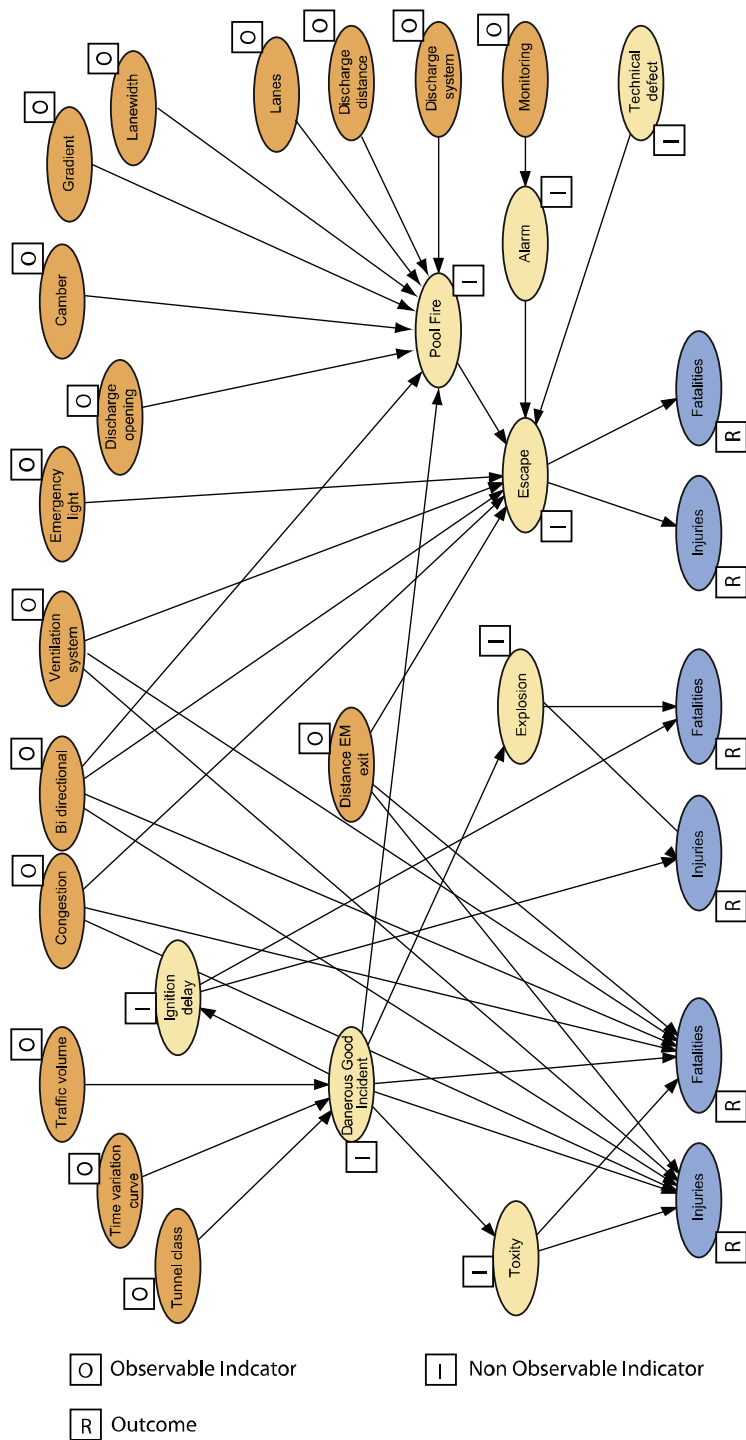 Tunnel class
O
Time variation
curve
O
Traffic volume
O
Congestion
O
Bi directional
O
Ventilation
system
O
Emergency
light
O
Discharge
opening
O
Camber
O
Gradient
O
Lanewidth
O
Lanes
O
Discharge
distance
O
Discharge
system
O
Monitoring
O
Technical
defect
I
Ignition
delay
I
Danerous Good
Incident
I
Distance EM
exit
O
Pool Fire
I
Alarm
I
Toxity
I
Explosion
I
Escape
I
Injuries
R
Fatalities
R
Injuries
R
Fatalities
R
Injuries
R
Fatalities
R
O Observable Indcator
I Non Observable Indicator
R Outcome